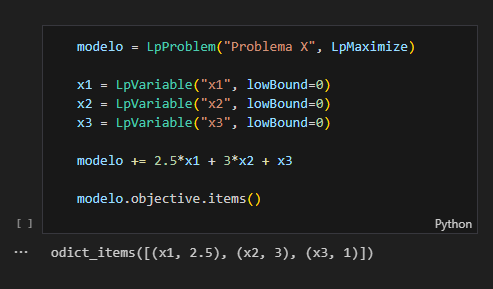 modelo = LpProblem("Problema X", LpMaximize)
x1 = LpVariable("x1", lowBound=0)
x2 = LpVariable("x2", lowBound=0)
x3 = LpVariable("x3", lowBound=0)
modelo += 2.5*x1 + 3*x2 + x3
modelo.objective.items()
[ ]
Python
... odict_items([(x1, 2.5), (x2, 3), (x3, 1)])